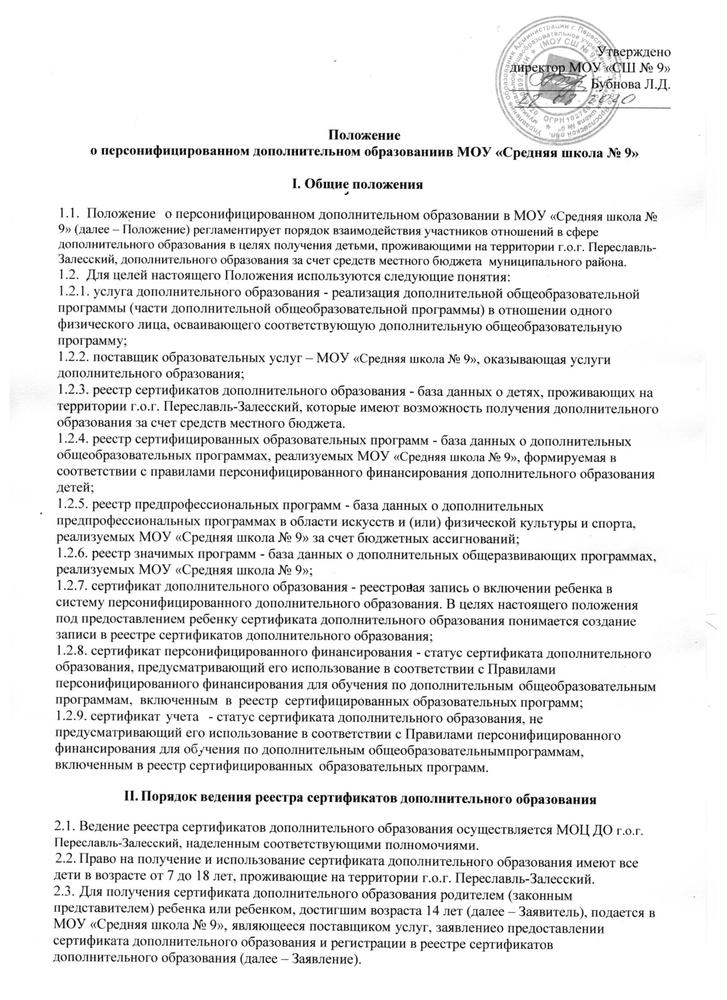 Утверждено
директор МОУ «СШ № 9»
Бубнова Л.Д.
22 08 2020
Положение
о персонифицированном дополнительном образованиив МОУ «Средняя школа № 9»
I. Общие положения
1.1. Положение о персонифицированном дополнительном образовании в МОУ «Средняя школа №
9» (далее – Положение) регламентирует порядок взаимодействия участников отношений в сфере
дополнительного образования в целях получения детьми, проживающими на территории г.о.г. Переславль-
Залесский, дополнительного образования за счет средств местного бюджета муниципального района.
1.2. Для целей настоящего Положения используются следующие понятия:
1.2.1. услуга дополнительного образования - реализация дополнительной общеобразовательной
программы (части дополнительной общеобразовательной программы) в отношении одного
физического лица, осваивающего соответствующую дополнительную общеобразовательную
программу;
1.2.2. поставщик образовательных услуг – МОУ «Средняя школа № 9», оказывающая услуги
дополнительного образования;
1.2.3. реестр сертификатов дополнительного образования - база данных о детях, проживающих на
территории г.о.г. Переславль-Залесский, которые имеют возможность получения дополнительного
образования за счет средств местного бюджета.
1.2.4. реестр сертифицированных образовательных программ - база данных о дополнительных
общеобразовательных программах, реализуемых МОУ «Средняя школа № 9», формируемая в
соответствии с правилами персонифицированного финансирования дополнительного образования
детей;
1.2.5. реестр предпрофессиональных программ - база данных о дополнительных
предпрофессиональных программах в области искусств и (или) физической культуры и спорта,
реализуемых МОУ «Средняя школа № 9» за счет бюджетных ассигнований;
1.2.6. реестр значимых программ - база данных о дополнительных общеразвивающих программах,
реализуемых МОУ «Средняя школа № 9»;
1.2.7. сертификат дополнительного образования - реестровая запись о включении ребенка в
систему персонифицированного дополнительного образования. В целях настоящего положения
под предоставлением ребенку сертификата дополнительного образования понимается создание
записи в реестре сертификатов дополнительного образования;
1.2.8. сертификат персонифицированного финансирования - статус сертификата дополнительного
образования, предусматривающий его использование в соответствии с Правилами
персонифицированного финансирования для обучения по дополнительным общеобразовательным
программам, включенным в реестр сертифицированных образовательных программ;
1.2.9. сертификат учета - статус сертификата дополнительного образования, не
предусматривающий его использование в соответствии с Правилами персонифицированного
финансирования для обучения по дополнительным общеобразовательнымпрограммам,
включенным в реестр сертифицированных образовательных программ.
II. Порядок ведения реестра сертификатов дополнительного образования
2.1. Ведение реестра сертификатов дополнительного образования осуществляется МОЦ ДО г.о.г.
Переславль-Залесский, наделенным соответствующими полномочиями.
2.2. Право на получение и использование сертификата дополнительного образования имеют все
дети в возрасте от 7 до 18 лет, проживающие на территории г.о.г. Переславль-Залесский.
2.3. Для получения сертификата дополнительного образования родителем (законным
представителем) ребенка или ребенком, достигшим возраста 14 лет (далее – Заявитель), подается в
МОУ «Средняя школа № 9», являющееся поставщиком услуг, заявлениео предоставлении
сертификата дополнительного образования и регистрации в реестре сертификатов
дополнительного образования (далее – Заявление).